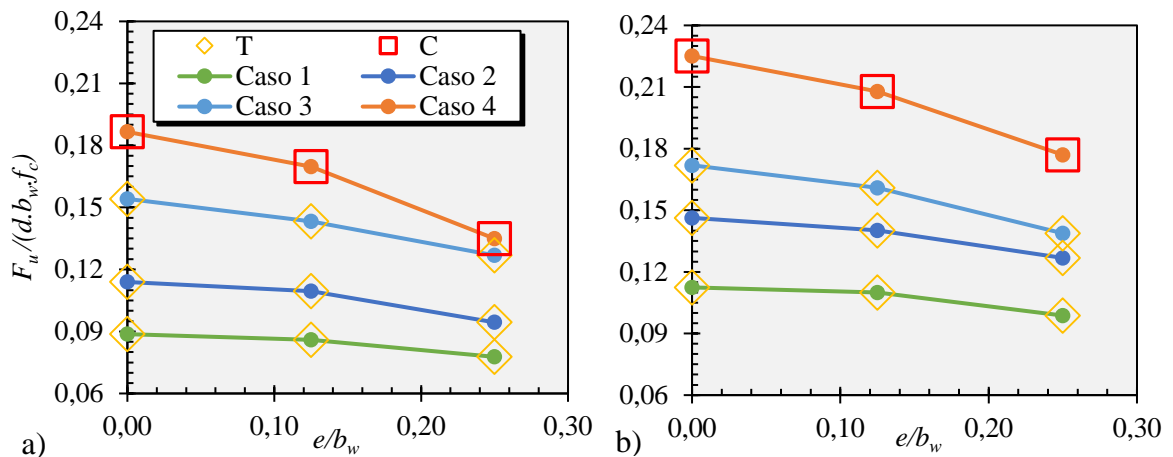 0,24
0,21
0,18
0,15
0,12
0,09
0,06
F_u/(d.b_w.f_c)
T C
Caso 1 Caso 2
Caso 3 Caso 4
0,00 0,10 0,20 0,30
a) e/b_w
0,24
0,21
0,18
0,15
0,12
0,09
0,06
0,00 0,10 0,20 0,30
b) e/b_w